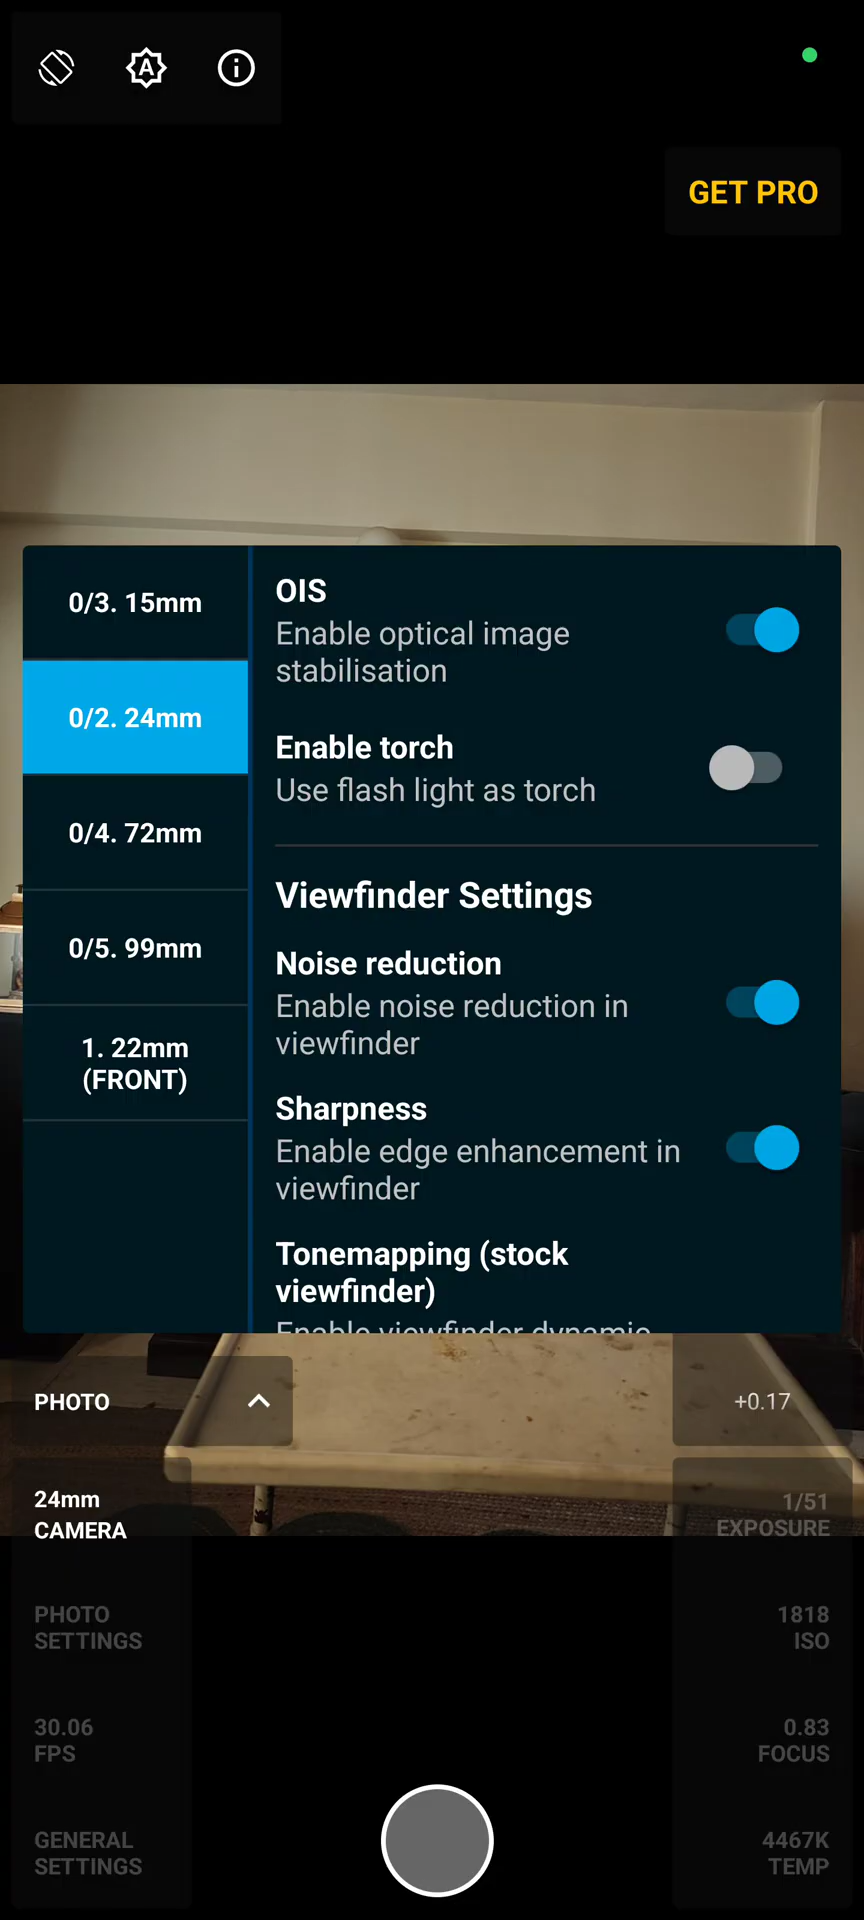 A
GET PRO
0/3. 15mm
0/2. 24mm
0/4. 72mm
0/5. 99mm
1. 22mm
(FRONT)
OIS
Enable optical image
stabilisation
Enable torch
Use flash light as torch
Viewfinder Settings
Noise reduction
Enable noise reduction in
viewfinder
Sharpness
Enable edge enhancement in
viewfinder
Tonemapping (stock
viewfinder)
Enable viewfinder dynamic
PHOTO
+0.17
24mm
CAMERA
1/51
EXPOSURE
PHOTO
SETTINGS
1818
ISO
30.06
FPS
0.83
FOCUS
GENERAL
SETTINGS
4467K
TEMP